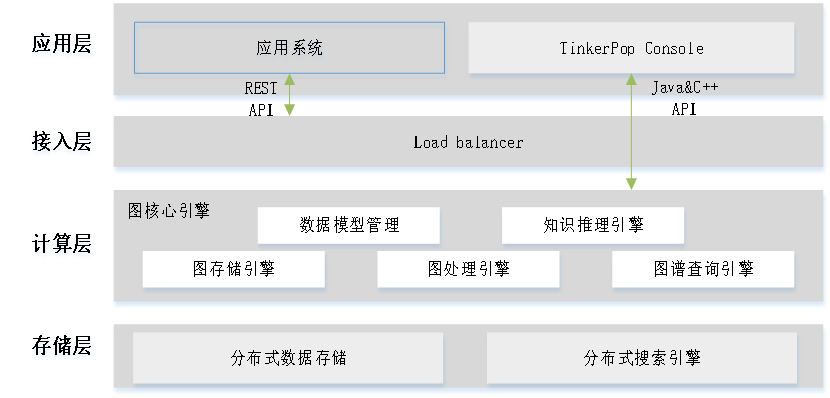 应用层
应用系统
TinkerPop Console
REST
API
Java&C++
API
接入层
Load balancer
计算层
图核心引擎
数据模型管理
知识推理引擎
图存储引擎
图处理引擎
图谱查询引擎
存储层
分布式数据存储
分布式搜索引擎